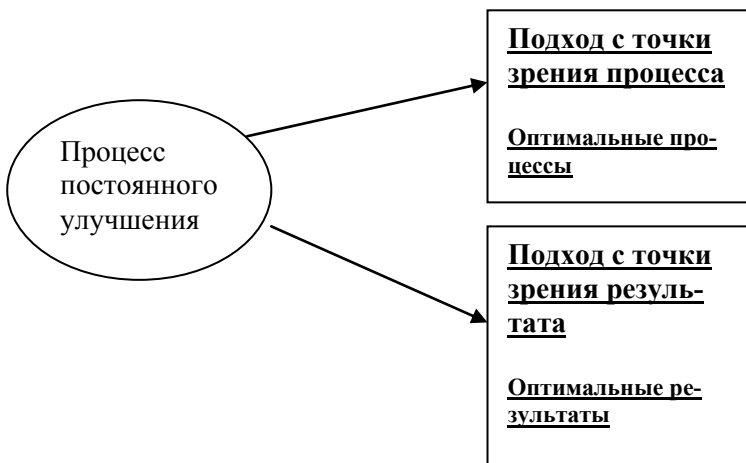 Процесс
постоянного
улучшения
Подход с точки
зрения процесса
Оптимальные про-
цессы
Подход с точки
зрения резуль-
тата
Оптимальные ре-
зультаты